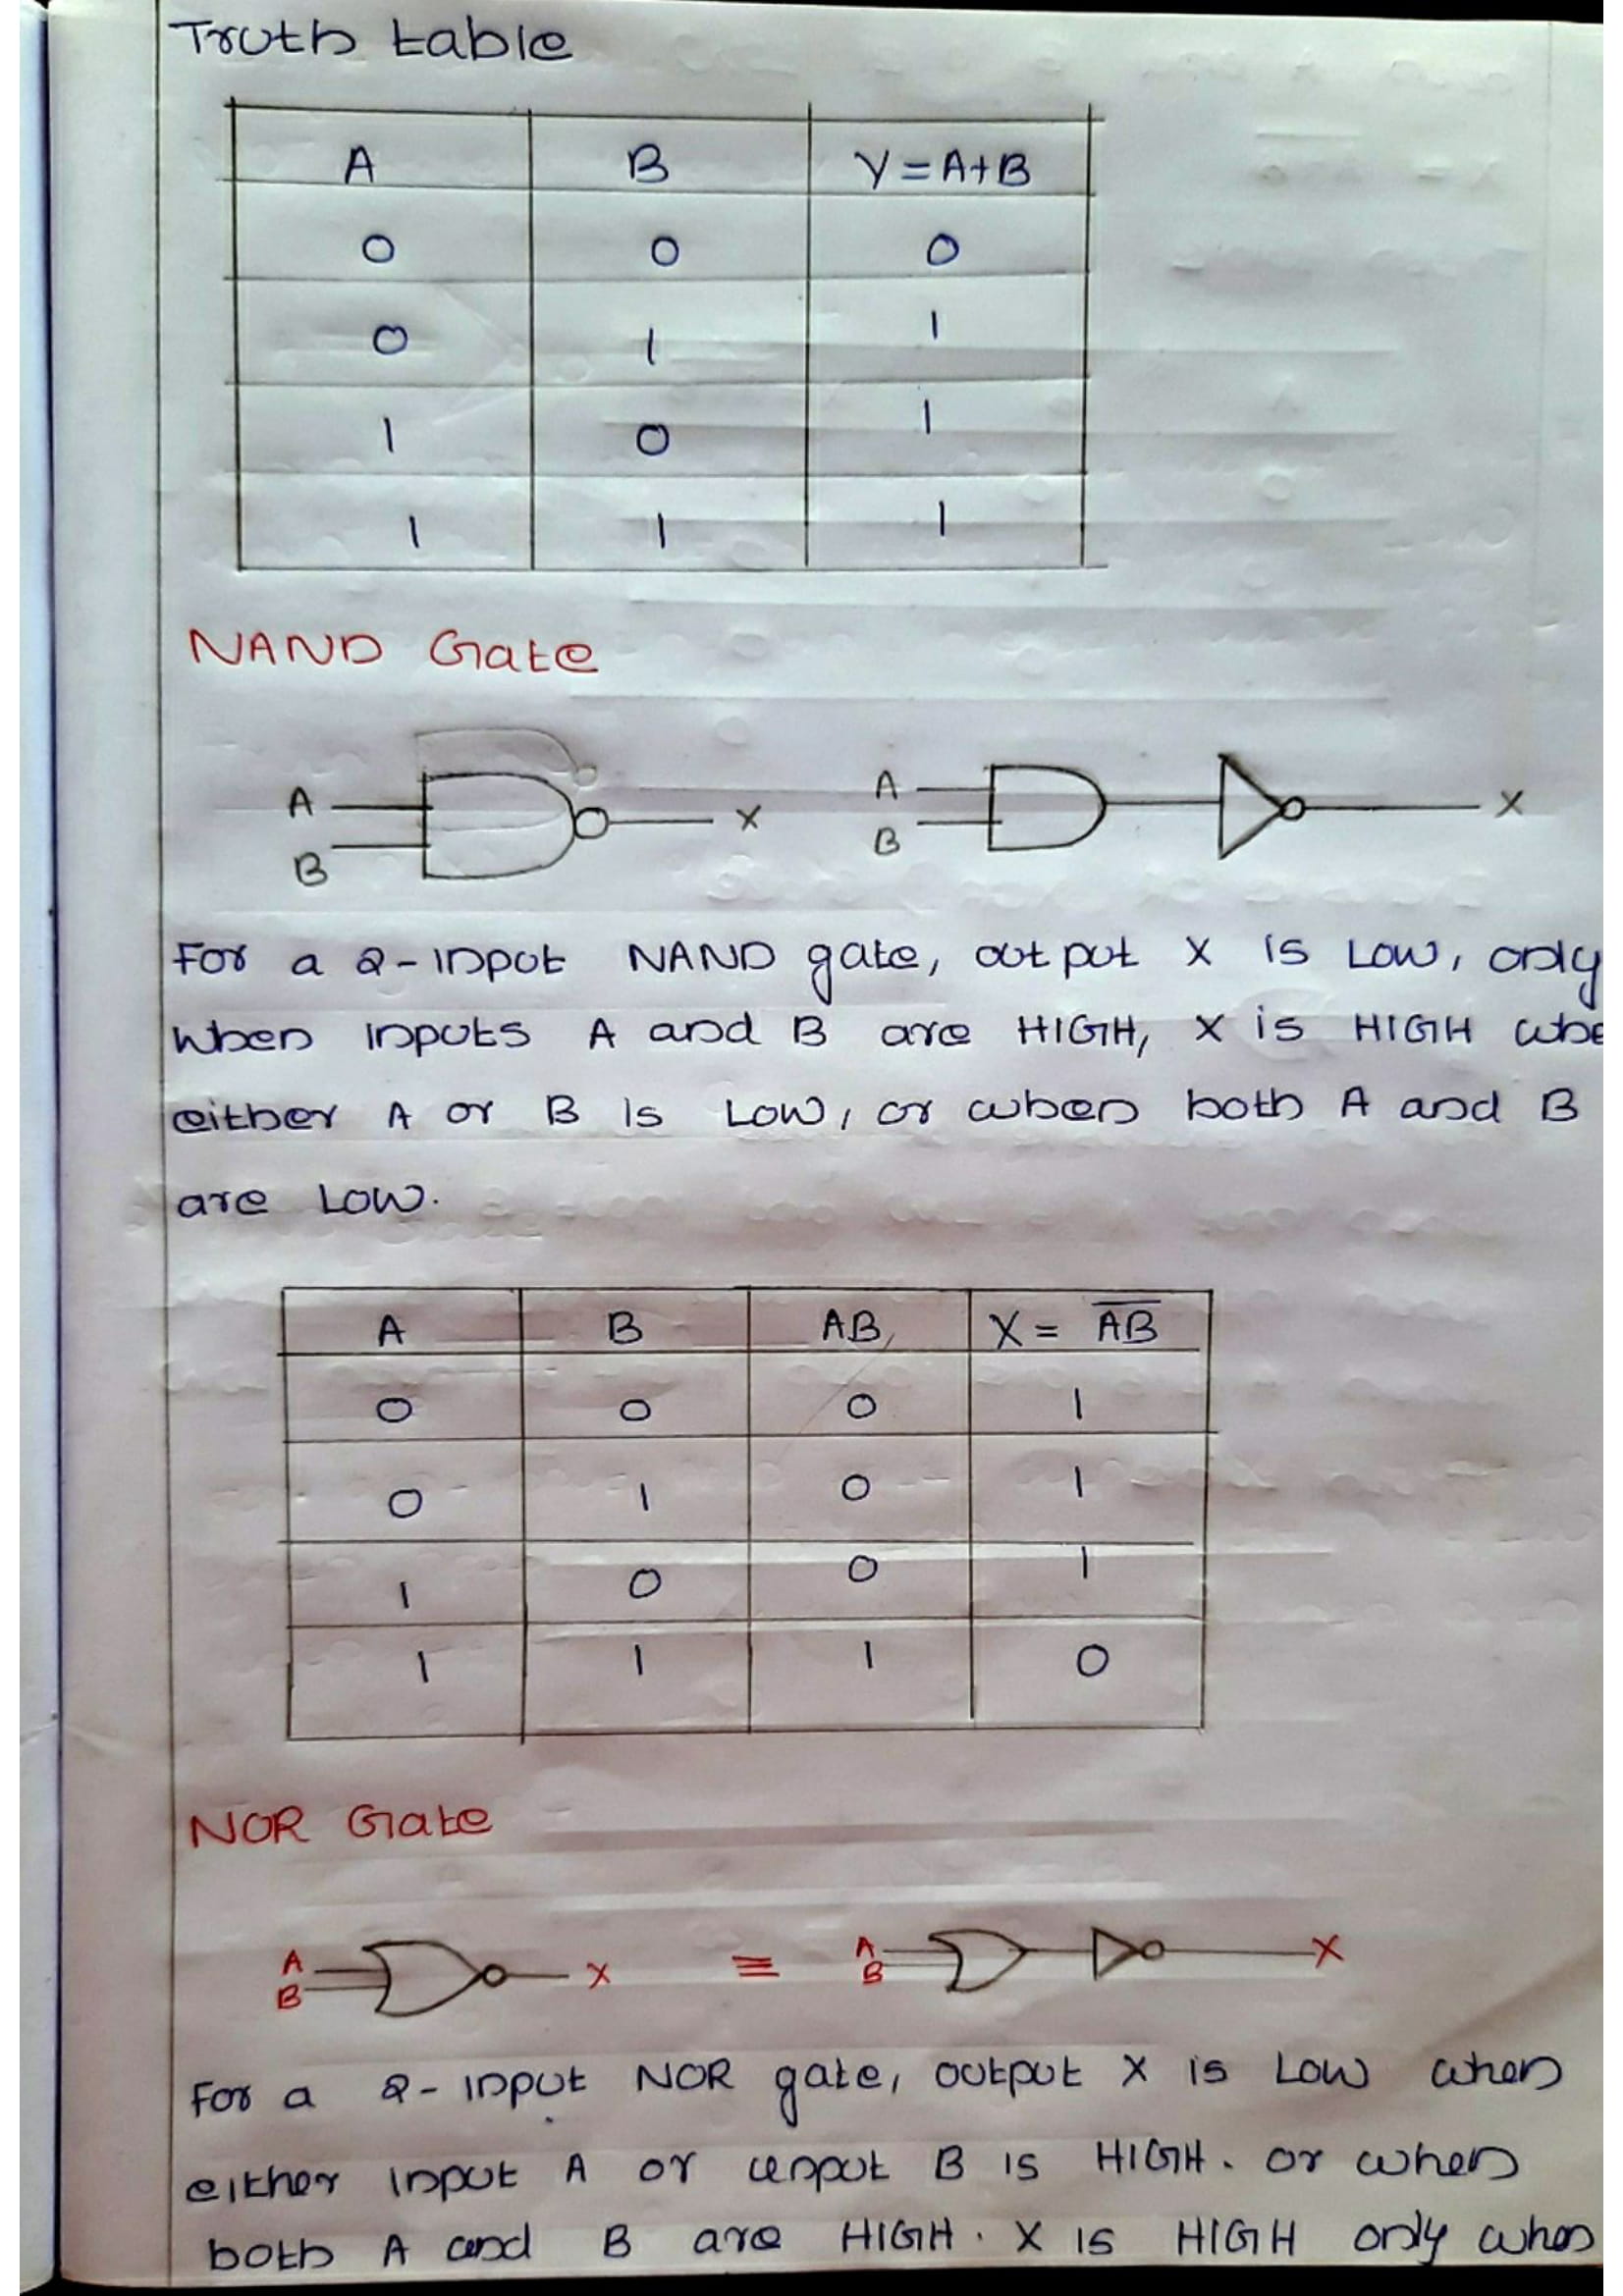 Truth table
A B Y=A+B
0 0 0
0 1 1
1 0 1
1 1 1
NAND Gate
A
B
X
A
B
X
For a 2-input NAND gate, output X is Low, only
when inputs A and B are HIGH, X is HIGH whe
either A or B is Low, or when both A and B
are Low.
A B AB X = A̅B̅
0 0 0 1
0 1 0 1
1 0 0 1
1 1 1 0
NOR Gate
A
B
X
≡
A
B
X
For a 2-input NOR gate, output X is Low when
either input A or input B is HIGH. or when
both A and B are HIGH. X is HIGH only when